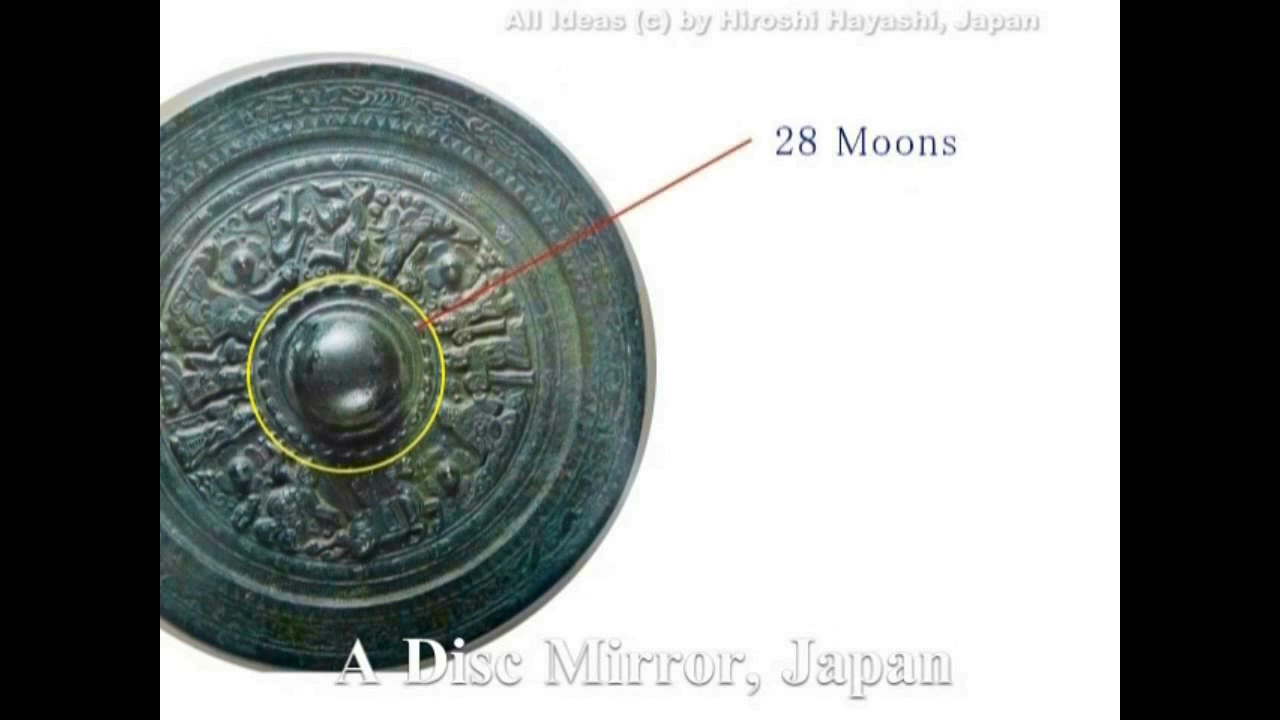 All Ideas (c) by Hiroshi Hayashi, Japan
28 Moons
A Disc Mirror, Japan